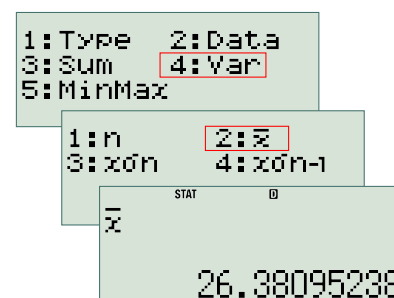 1:Type 2:Data
3:Sum 4:Var
5:MinMax
1:n 2:x̅
3:xσn 4:xσn-1
STAT D
x̅
26.38095238